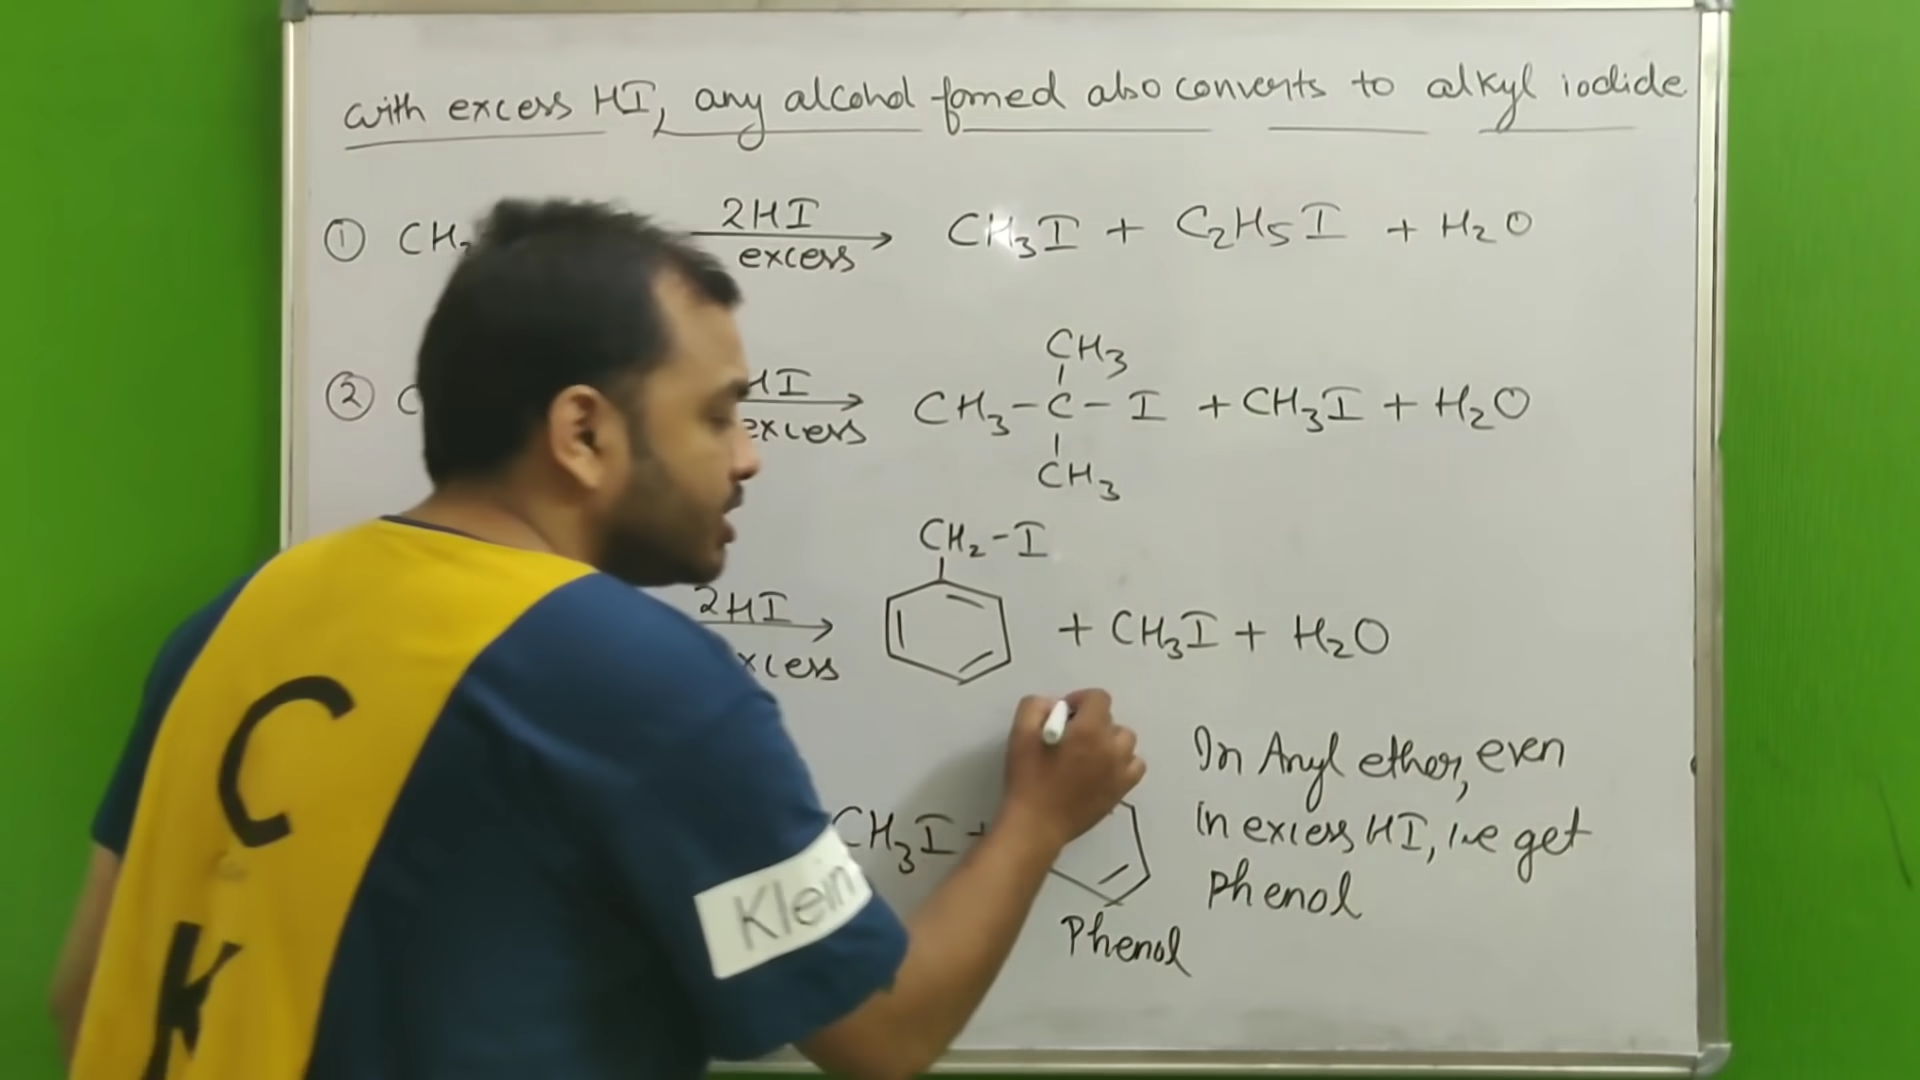 with excess HI, any alcohol fomed also converts to alkyl iodide
① CH₃ 2HI excess → CH₃I + C₂H₅I + H₂O
CH₃
② C HI excess → CH₃-C-I + CH₃I + H₂O
CH₃
CH₂-I
2HI xcess → + CH₃I + H₂O
In Aryl ether, even
CH₃I + in excess HI, we get
Phenol
Phenol
C
K
Klein